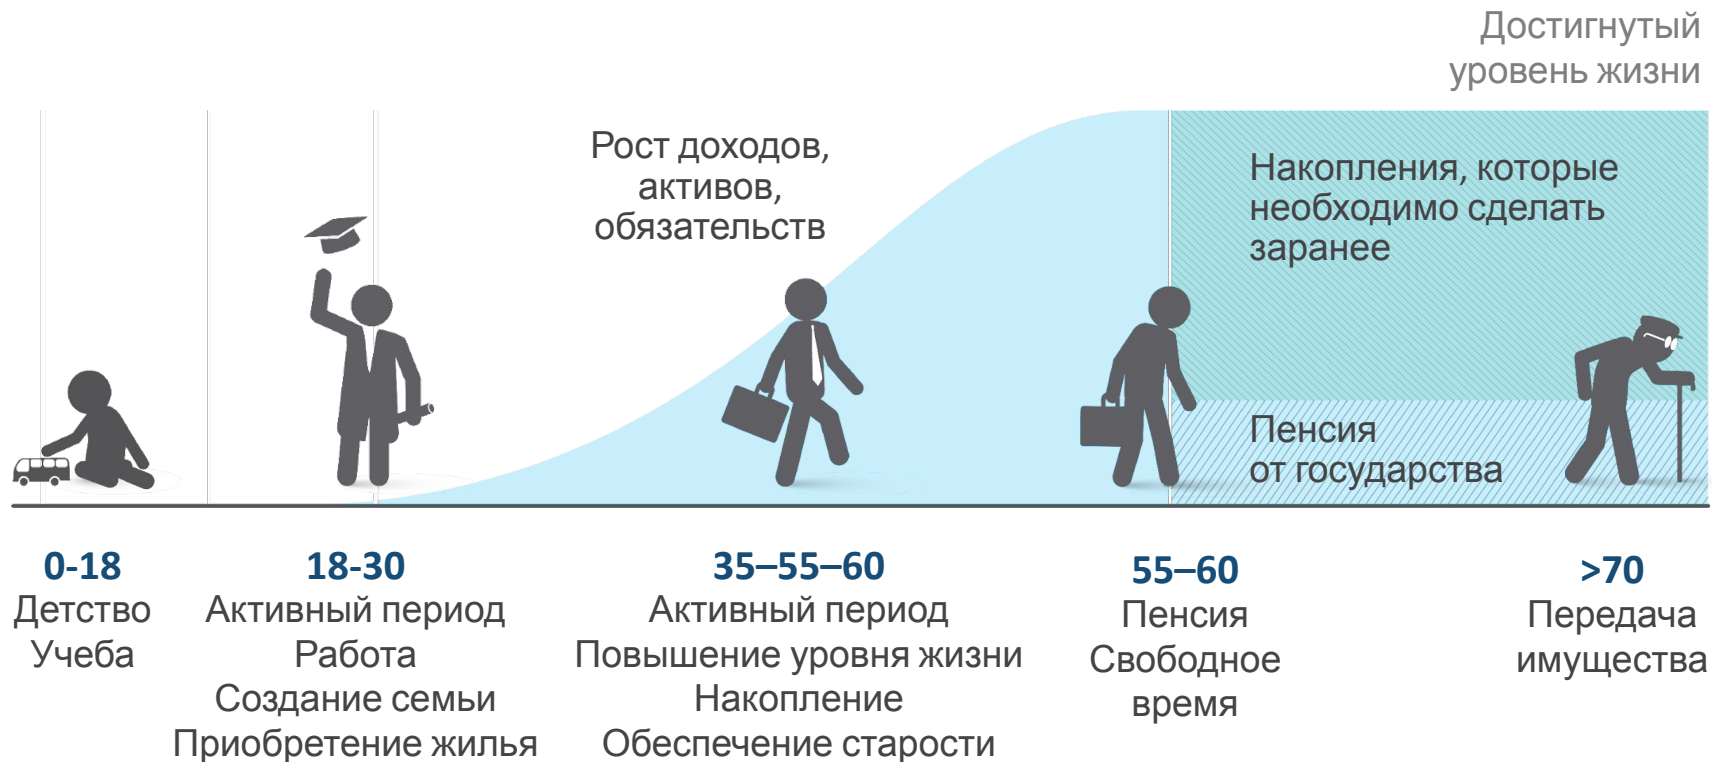 Достигнутый
уровень жизни
Рост доходов,
активов,
обязательств
Накопления, которые
необходимо сделать
заранее
Пенсия
от государства
0-18
Детство
Учеба
18-30
Активный период
Работа
Создание семьи
Приобретение жилья
35–55–60
Активный период
Повышение уровня жизни
Накопление
Обеспечение старости
55–60
Пенсия
Свободное
время
>70
Передача
имущества